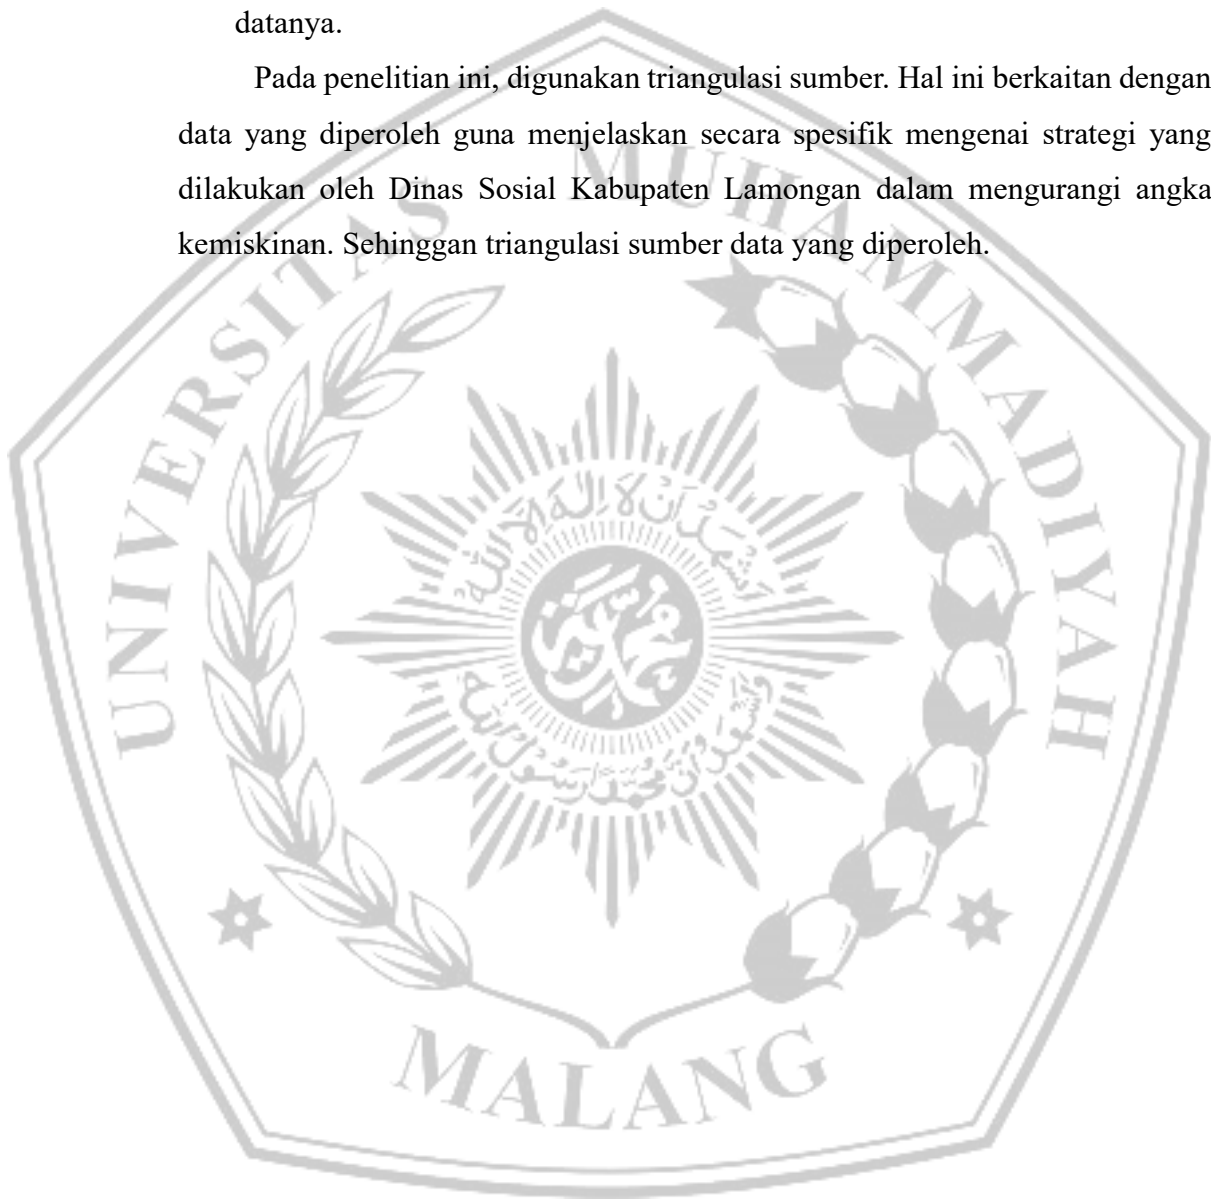 datanya.
Pada penelitian ini, digunakan triangulasi sumber. Hal ini berkaitan dengan
data yang diperoleh guna menjelaskan secara spesifik mengenai strategi yang
dilakukan oleh Dinas Sosial Kabupaten Lamongan dalam mengurangi angka
kemiskinan. Sehinggan triangulasi sumber data yang diperoleh.
UNIVERSITAS MUHAMMADIYAH
MALANG